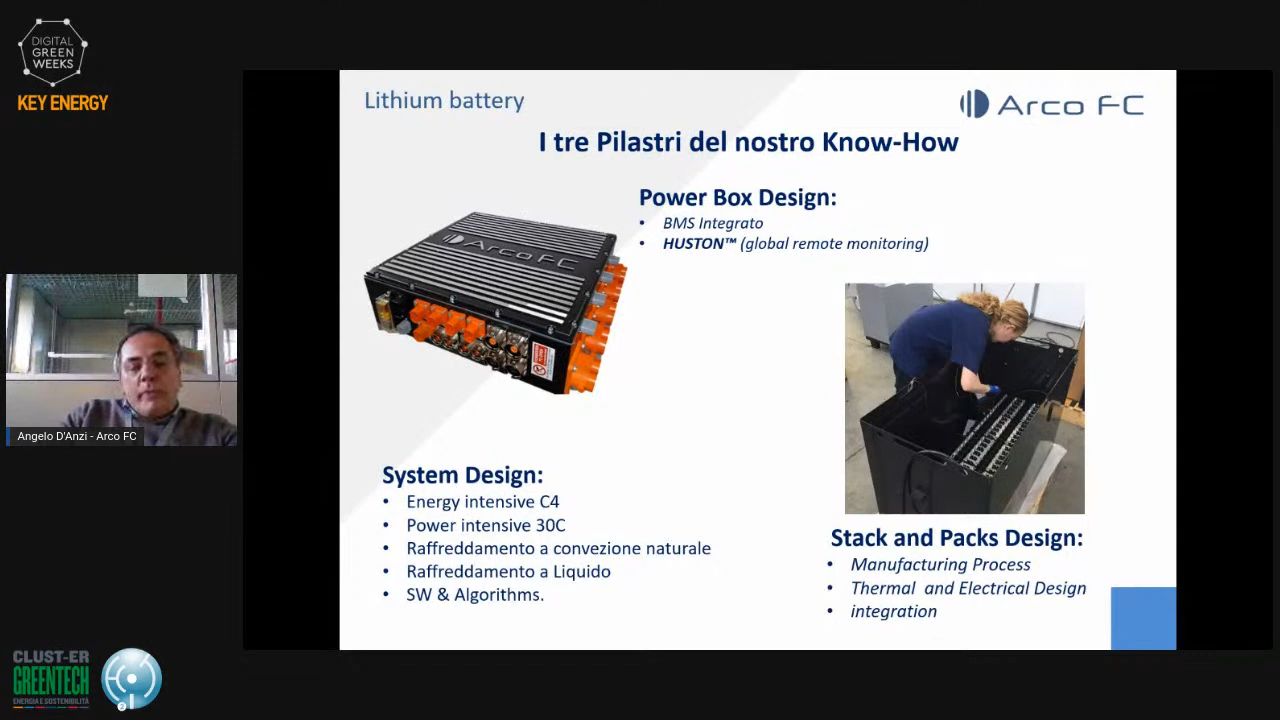 DIGITAL
GREEN
WEEKS
KEY ENERGY
Lithium battery
Arco FC
I tre Pilastri del nostro Know-How
Power Box Design:
• BMS Integrato
• HUSTON™ (global remote monitoring)
Arco FC
Angelo D'Anzi - Arco FC
System Design:
• Energy intensive C4
• Power intensive 30C
• Raffreddamento a convezione naturale
• Raffreddamento a Liquido
• SW & Algorithms.
Stack and Packs Design:
• Manufacturing Process
• Thermal and Electrical Design
• integration
CLUST-ER
GREENTECH
ENERGIA E SOSTENIBILITÀ
2